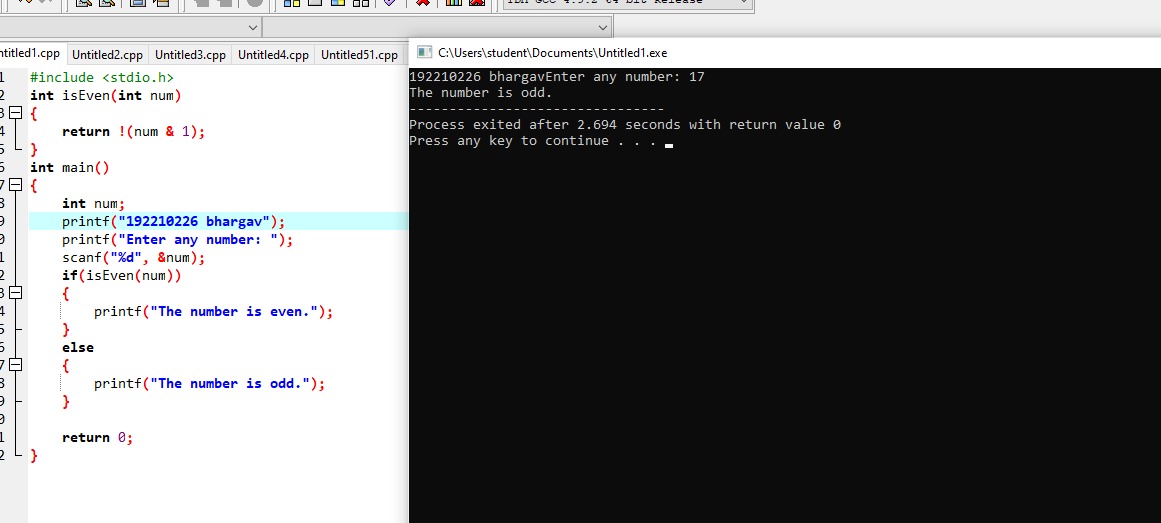 TDM-GCC 4.9.2 64-bit Release
ntitled1.cpp Untitled2.cpp Untitled3.cpp Untitled4.cpp Untitled51.cpp
1 #include <stdio.h>
2 int isEven(int num)
3 {
4 return !(num & 1);
5 }
6 int main()
7 {
8 int num;
9 printf("192210226 bhargav");
0 printf("Enter any number: ");
1 scanf("%d", &num);
2 if(isEven(num))
3 {
4 printf("The number is even.");
5 }
6 else
7 {
8 printf("The number is odd.");
9 }
0
1 return 0;
2 }
C:\Users\student\Documents\Untitled1.exe
192210226 bhargavEnter any number: 17
The number is odd.
--------------------------------
Process exited after 2.694 seconds with return value 0
Press any key to continue . . .